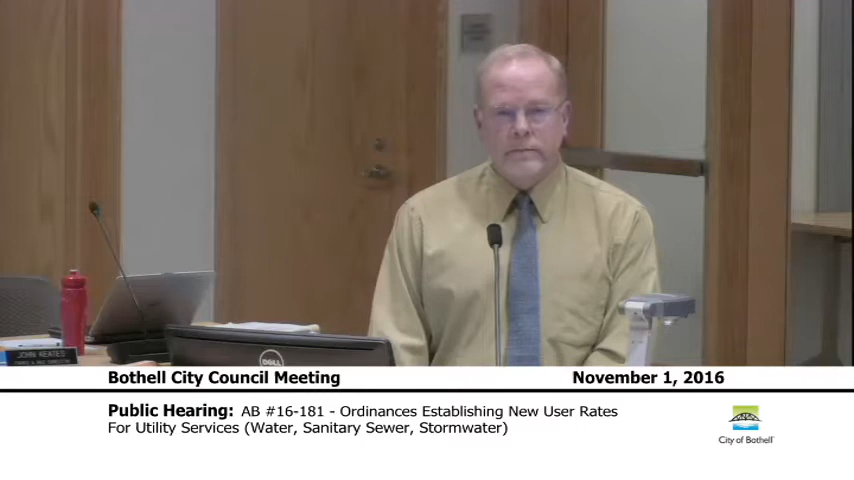 JOHN KEATES
DELL
Bothell City Council Meeting
November 1, 2016
Public Hearing: AB #16-181 - Ordinances Establishing New User Rates
For Utility Services (Water, Sanitary Sewer, Stormwater)
City of Bothell